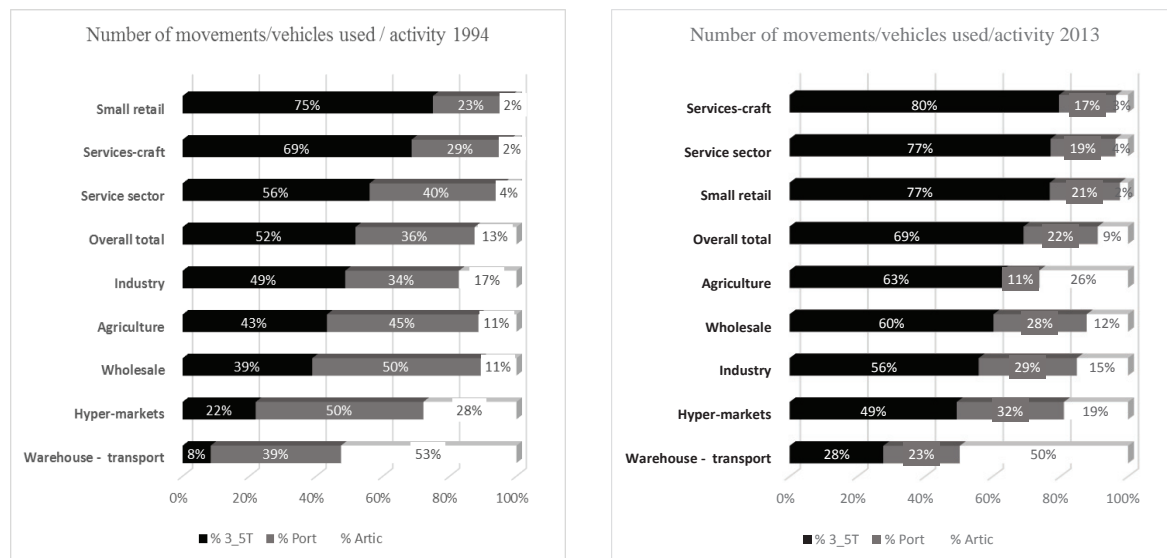 Number of movements/vehicles used / activity 1994
Small retail 75% 23% 2%
Services-craft 69% 29% 2%
Service sector 56% 40% 4%
Overall total 52% 36% 13%
Industry 49% 34% 17%
Agriculture 43% 45% 11%
Wholesale 39% 50% 11%
Hyper-markets 22% 50% 28%
Warehouse - transport 8% 39% 53%
0% 20% 40% 60% 80% 100%
% 3_5T % Port % Artic
Number of movements/vehicles used/activity 2013
Services-craft 80% 17% 3%
Service sector 77% 19% 4%
Small retail 77% 21% 2%
Overall total 69% 22% 9%
Agriculture 63% 11% 26%
Wholesale 60% 28% 12%
Industry 56% 29% 15%
Hyper-markets 49% 32% 19%
Warehouse - transport 28% 23% 50%
0% 20% 40% 60% 80% 100%
% 3_5T % Port % Artic